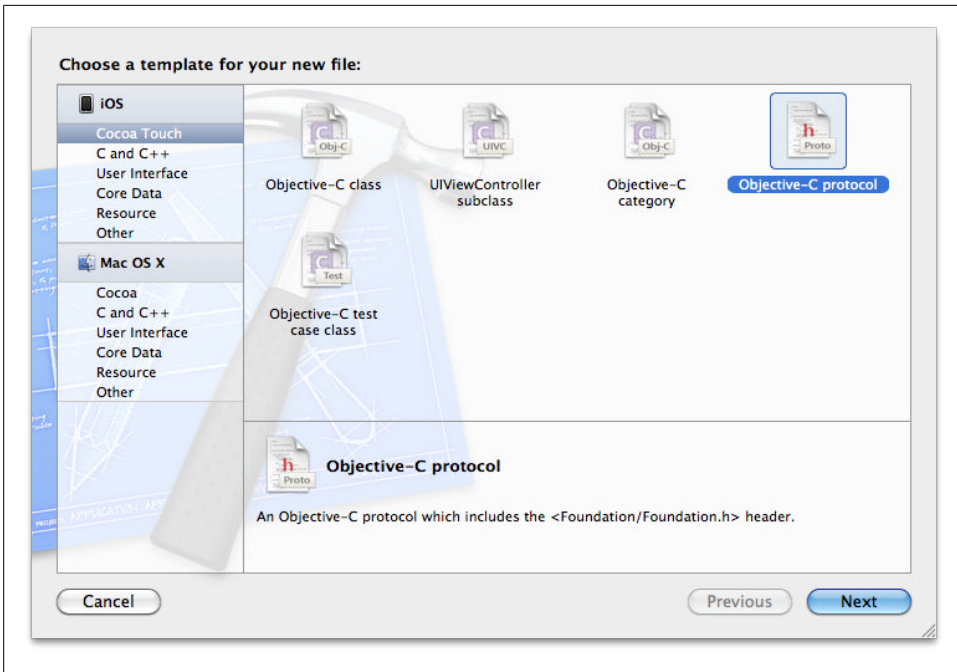 Choose a template for your new file:
iOS
Cocoa Touch
C and C++
User Interface
Core Data
Resource
Other
Mac OS X
Cocoa
C and C++
User Interface
Core Data
Resource
Other
Obj-C
Objective-C class
UIVC
UIViewController
subclass
Obj-C
Objective-C
category
h
Proto
Objective-C protocol
Test
Objective-C test
case class
h
Proto
Objective-C protocol
An Objective-C protocol which includes the <Foundation/Foundation.h> header.
Cancel
Previous
Next